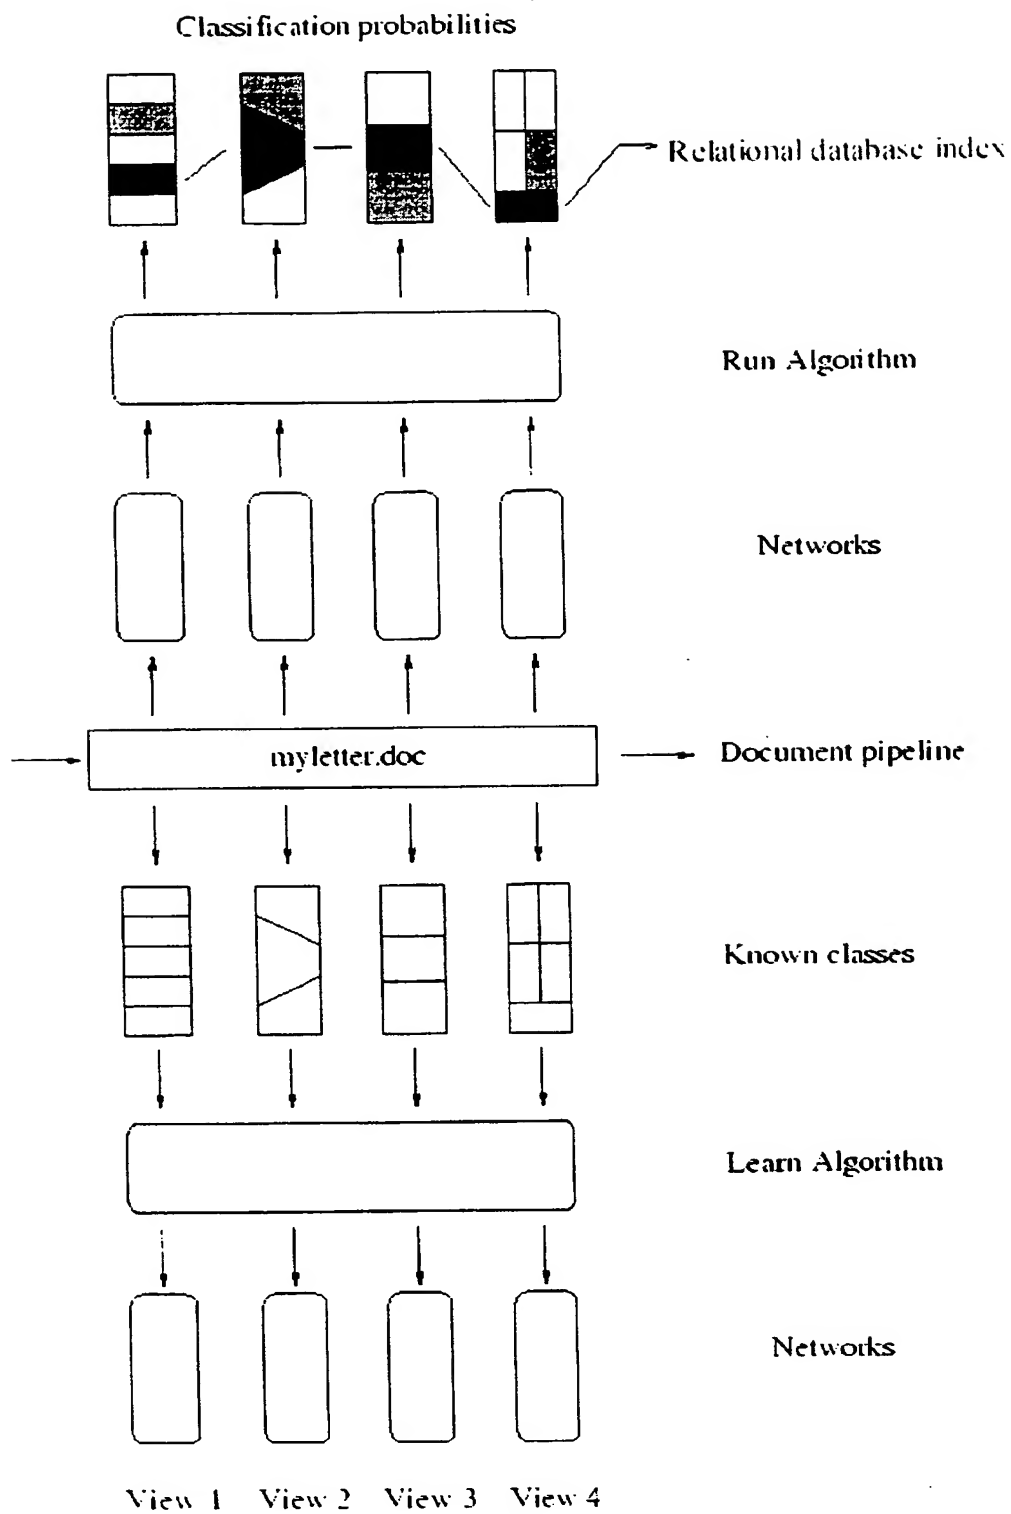 Classification probabilities
Relational database index
Run Algorithm
Networks
myletter.doc
Document pipeline
Known classes
Learn Algorithm
Networks
View 1 View 2 View 3 View 4